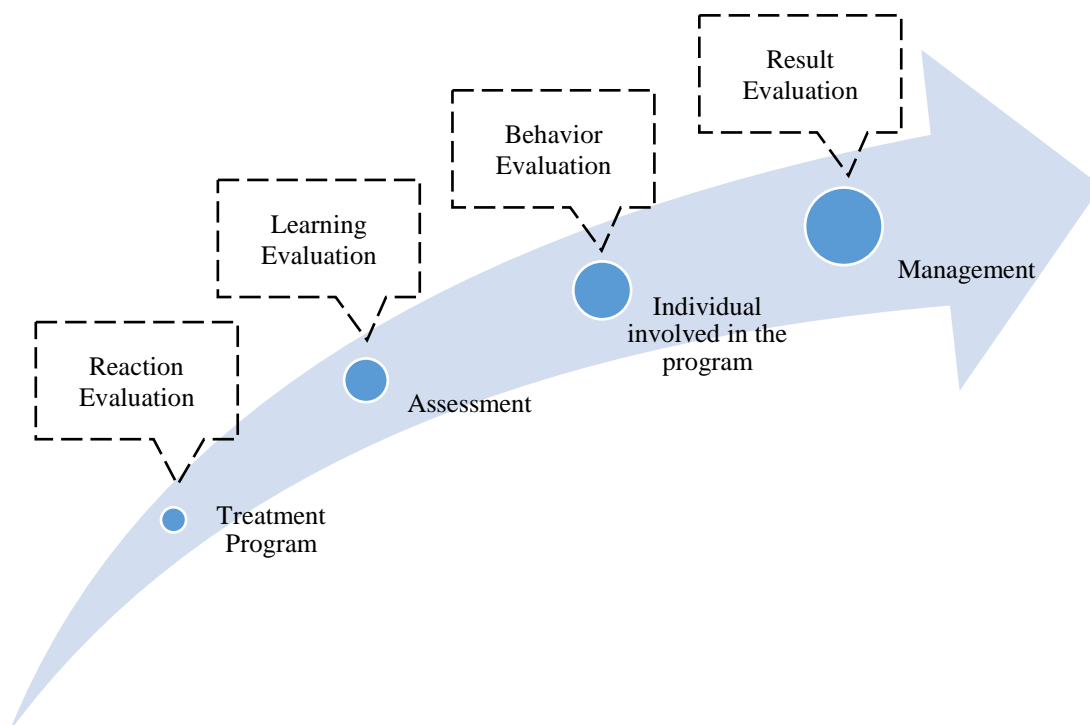 Reaction
Evaluation
Treatment
Program
Learning
Evaluation
Assessment
Behavior
Evaluation
Individual
involved in the
program
Result
Evaluation
Management